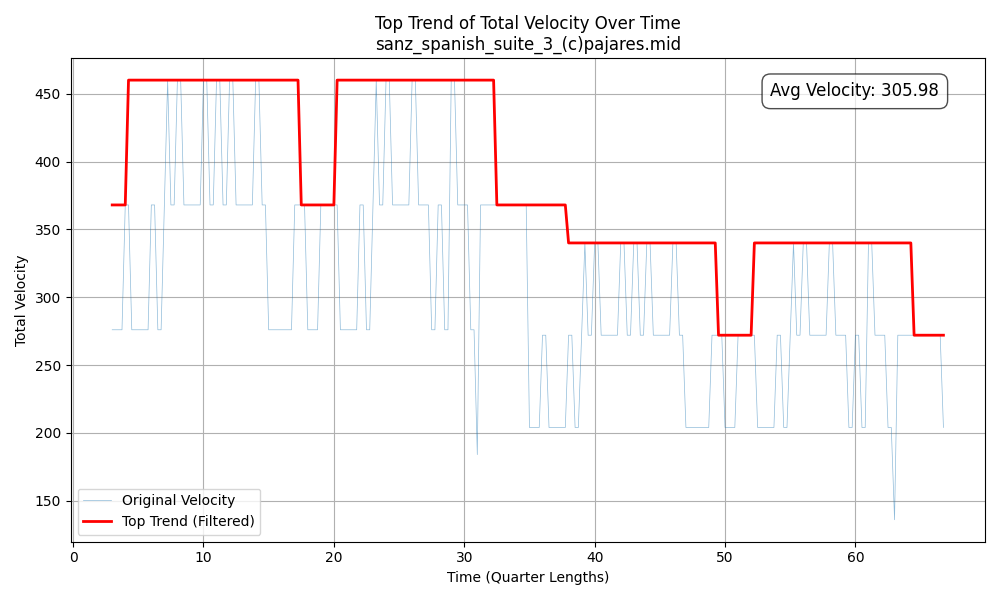 Top Trend of Total Velocity Over Time
sanz_spanish_suite_3_(c)pajares.mid
Avg Velocity: 305.98
Total Velocity
450
400
350
300
250
200
150
Original Velocity
Top Trend (Filtered)
0 10 20 30 40 50 60
Time (Quarter Lengths)